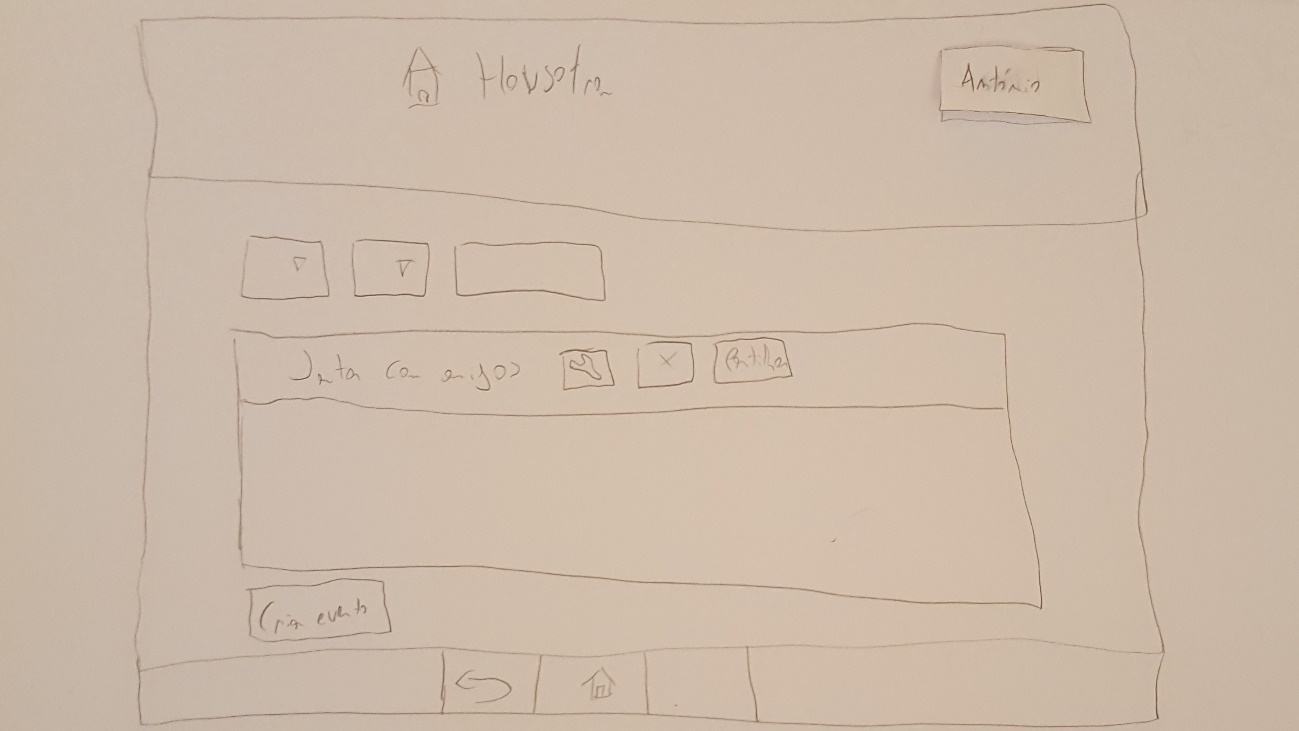 António
Jantar com amigos
X
Partilhar
Criar evento